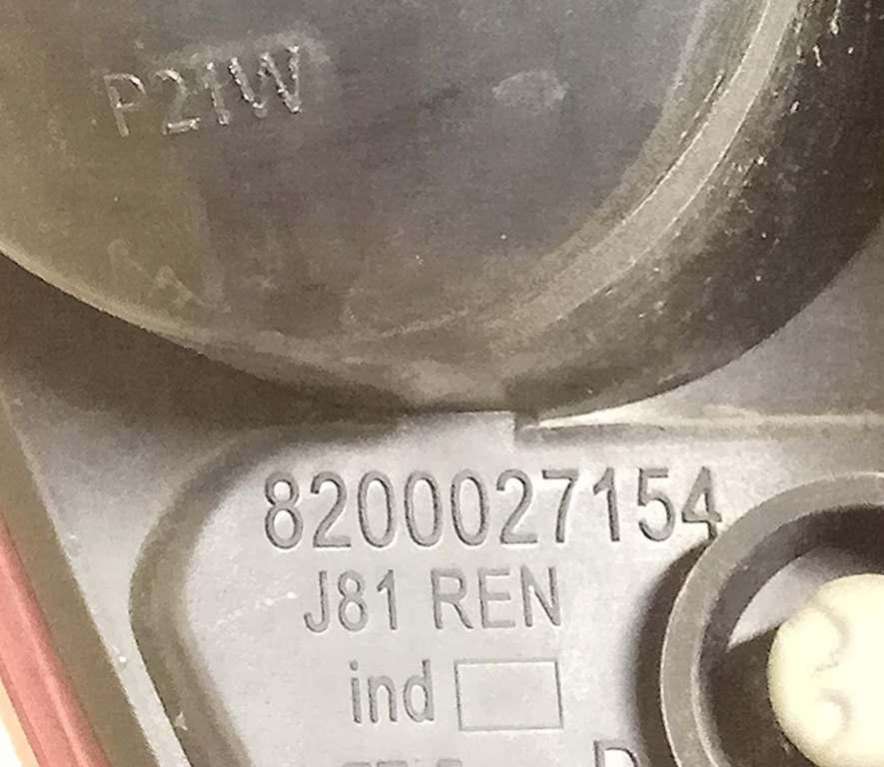 P21W
8200027154
J81 REN
ind
D